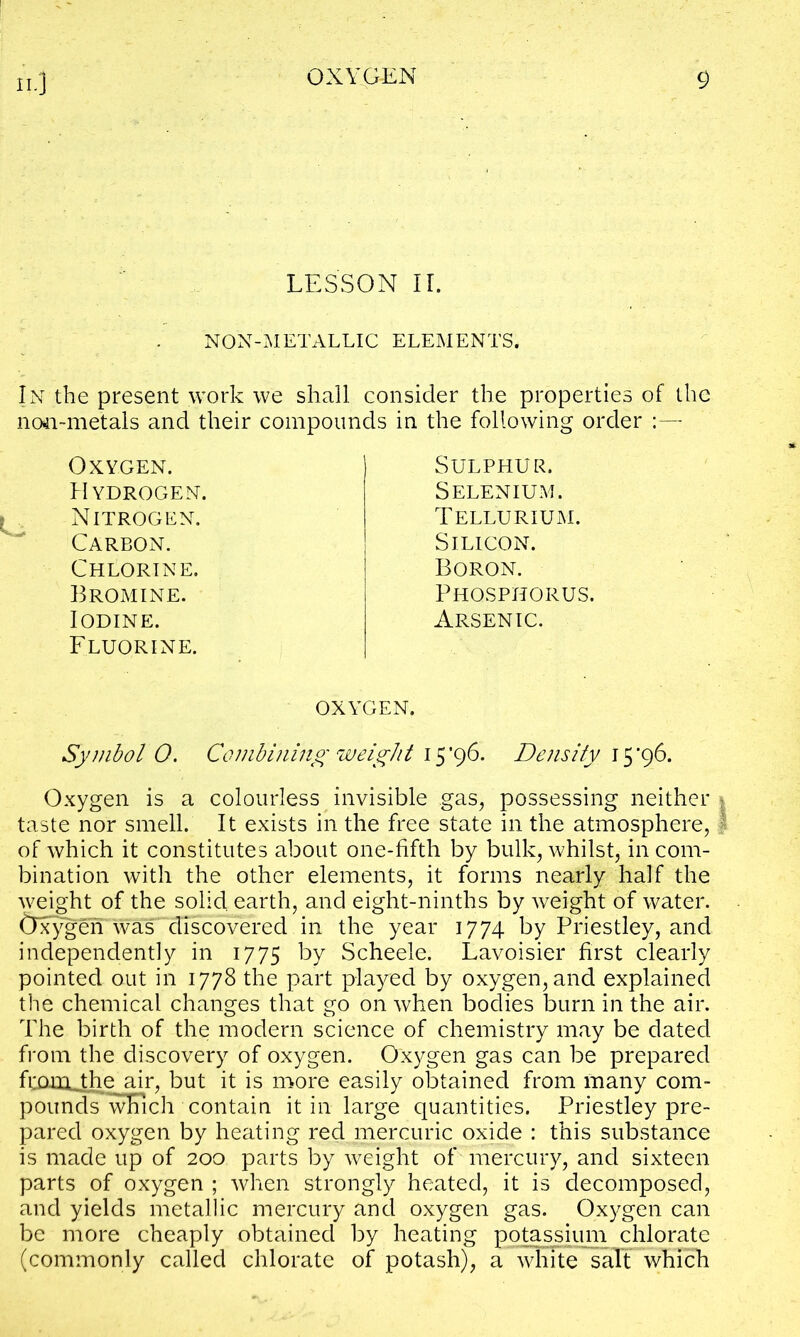 II.] OXYGEN 9
LESSON II.
NON-METALLIC ELEMENTS.
IN the present work we shall consider the properties of the
non-metals and their compounds in the following order :—
OXYGEN.
HYDROGEN.
NITROGEN.
CARBON.
CHLORINE.
BROMINE.
IODINE.
FLUORINE.
SULPHUR.
SELENIUM.
TELLURIUM.
SILICON.
BORON.
PHOSPHORUS.
ARSENIC.
OXYGEN.
Symbol O. Combining weight 15·96. Density 15·96.
Oxygen is a colourless invisible gas, possessing neither
taste nor smell. It exists in the free state in the atmosphere,
of which it constitutes about one-fifth by bulk, whilst, in com-
bination with the other elements, it forms nearly half the
weight of the solid earth, and eight-ninths by weight of water.
Oxygen was discovered in the year 1774 by Priestley, and
independently in 1775 by Scheele. Lavoisier first clearly
pointed out in 1778 the part played by oxygen, and explained
the chemical changes that go on when bodies burn in the air.
The birth of the modern science of chemistry may be dated
from the discovery of oxygen. Oxygen gas can be prepared
from the air, but it is more easily obtained from many com-
pounds which contain it in large quantities. Priestley pre-
pared oxygen by heating red mercuric oxide : this substance
is made up of 200 parts by weight of mercury, and sixteen
parts of oxygen ; when strongly heated, it is decomposed,
and yields metallic mercury and oxygen gas. Oxygen can
be more cheaply obtained by heating potassium chlorate
(commonly called chlorate of potash), a white salt which